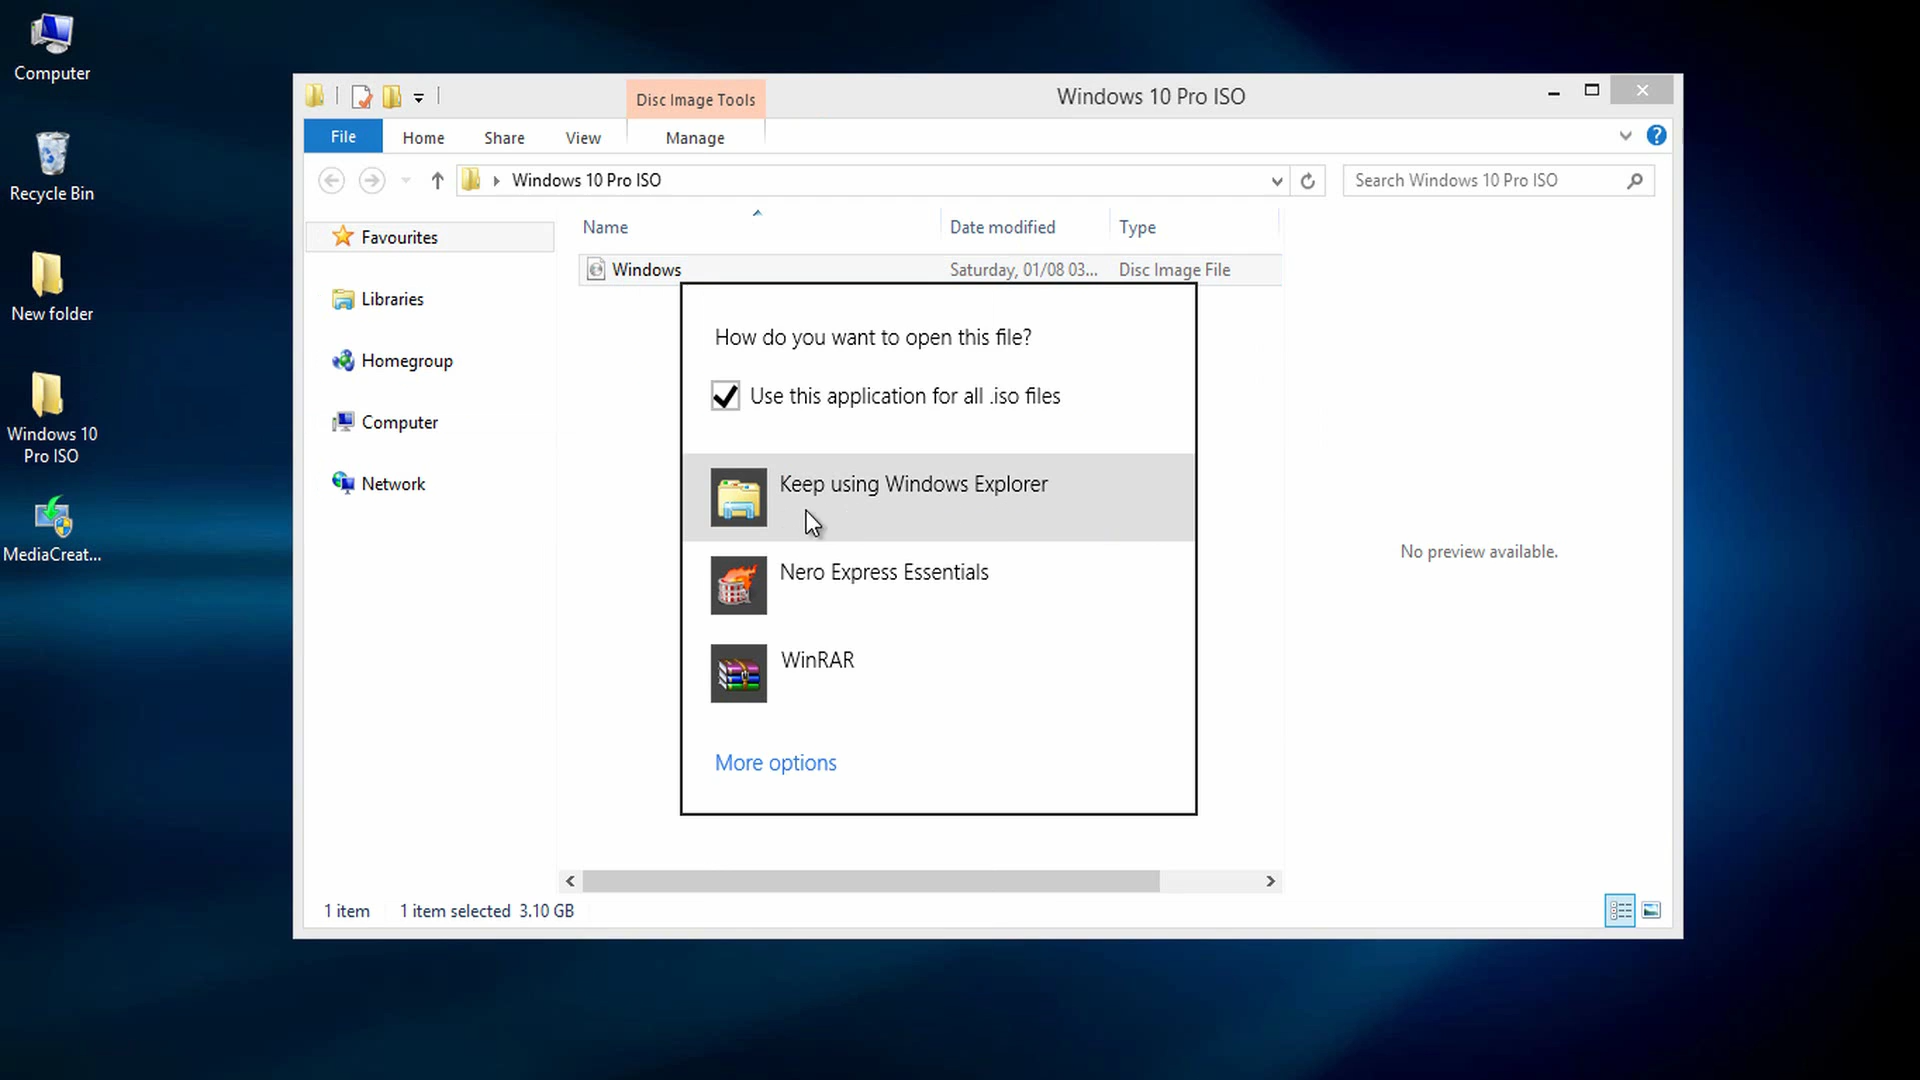 Computer
Recycle Bin
New folder
Windows 10
Pro ISO
MediaCreat...
Disc Image Tools
Windows 10 Pro ISO
File
Home
Share
View
Manage
Windows 10 Pro ISO
Search Windows 10 Pro ISO
Favourites
Libraries
Homegroup
Computer
Network
Name
Date modified
Type
Windows
Saturday, 01/08 03...
Disc Image File
How do you want to open this file?
Use this application for all .iso files
Keep using Windows Explorer
Nero Express Essentials
WinRAR
More options
No preview available.
1 item
1 item selected 3.10 GB